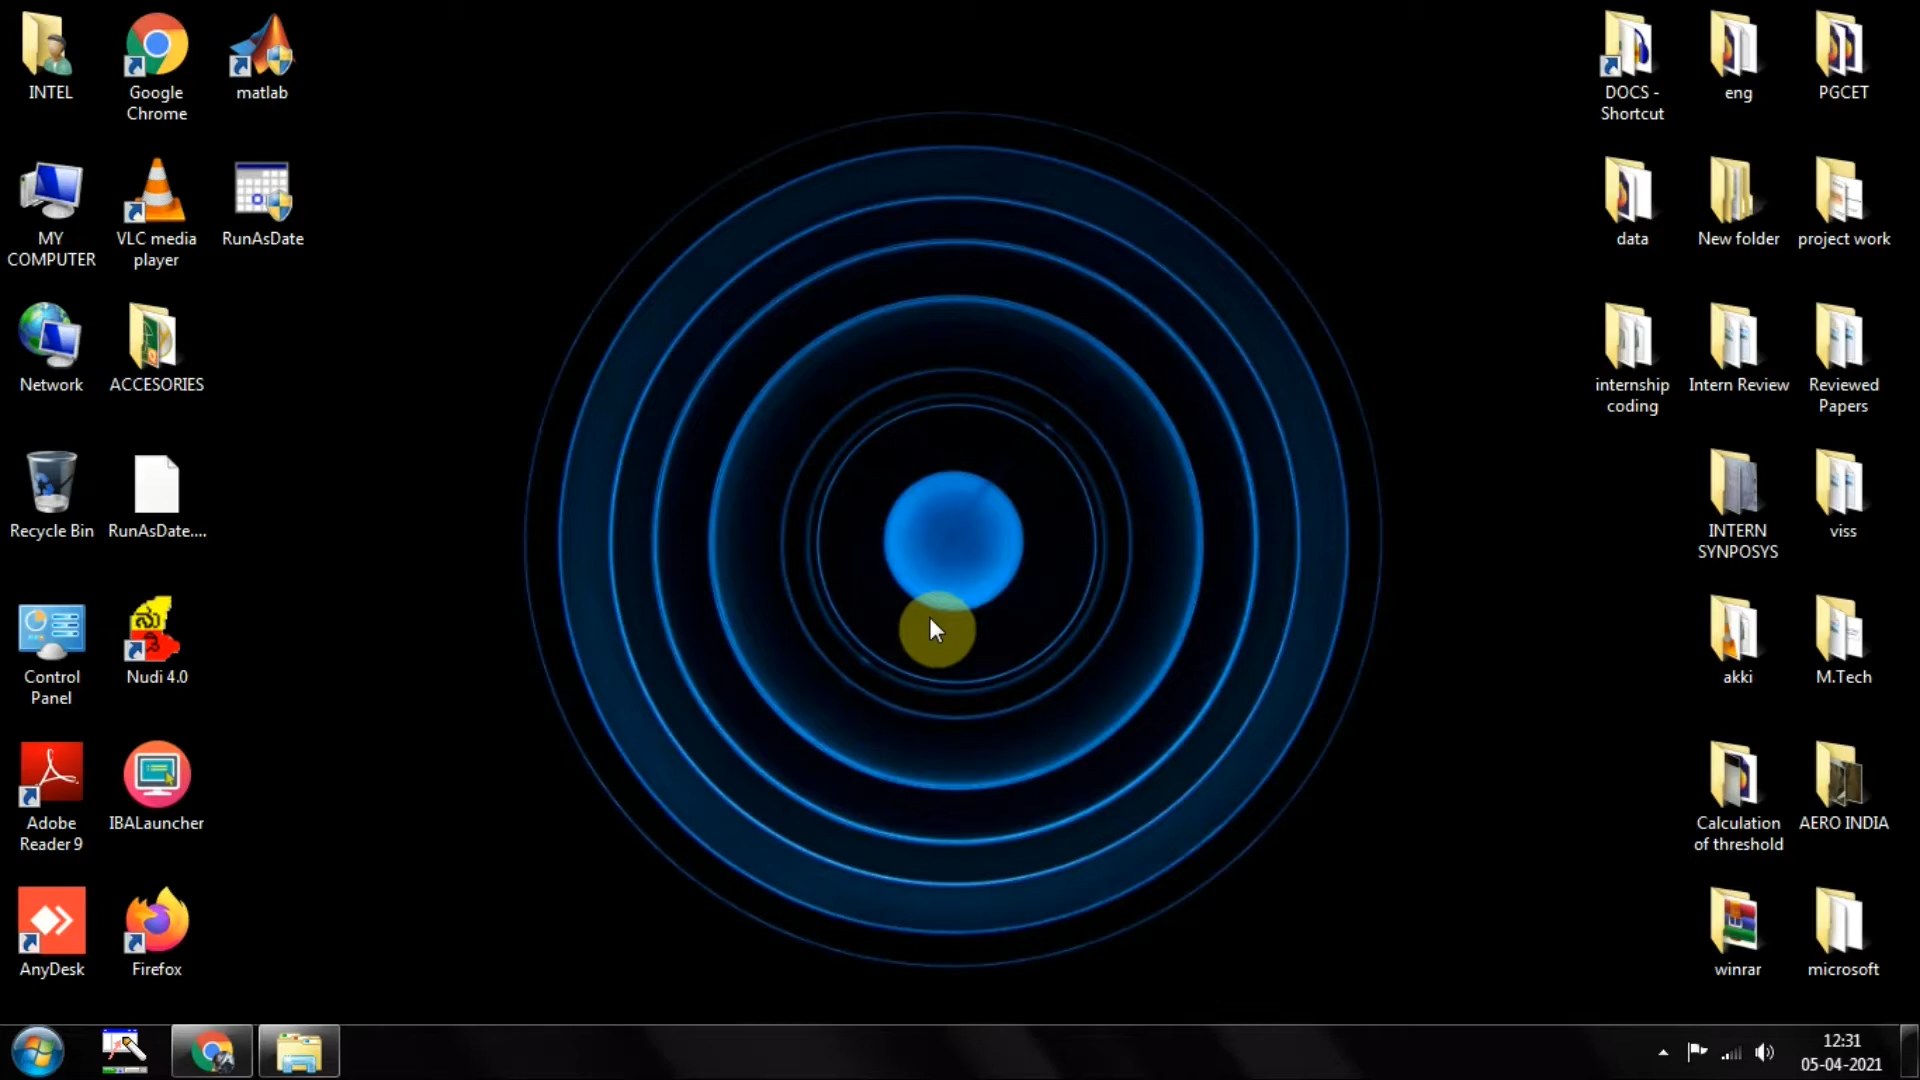 INTEL
Google
Chrome
matlab
DOCS -
Shortcut
eng
PGCET
MY
COMPUTER
VLC media
player
RunAsDate
data
New folder
project work
Network
ACCESORIES
internship
coding
Intern Review
Reviewed
Papers
Recycle Bin
RunAsDate....
INTERN
SYNPOSYS
viss
Control
Panel
Nudi 4.0
akki
M.Tech
Adobe
Reader 9
IBALauncher
Calculation
of threshold
AERO INDIA
AnyDesk
Firefox
winrar
microsoft
12:31
05-04-2021